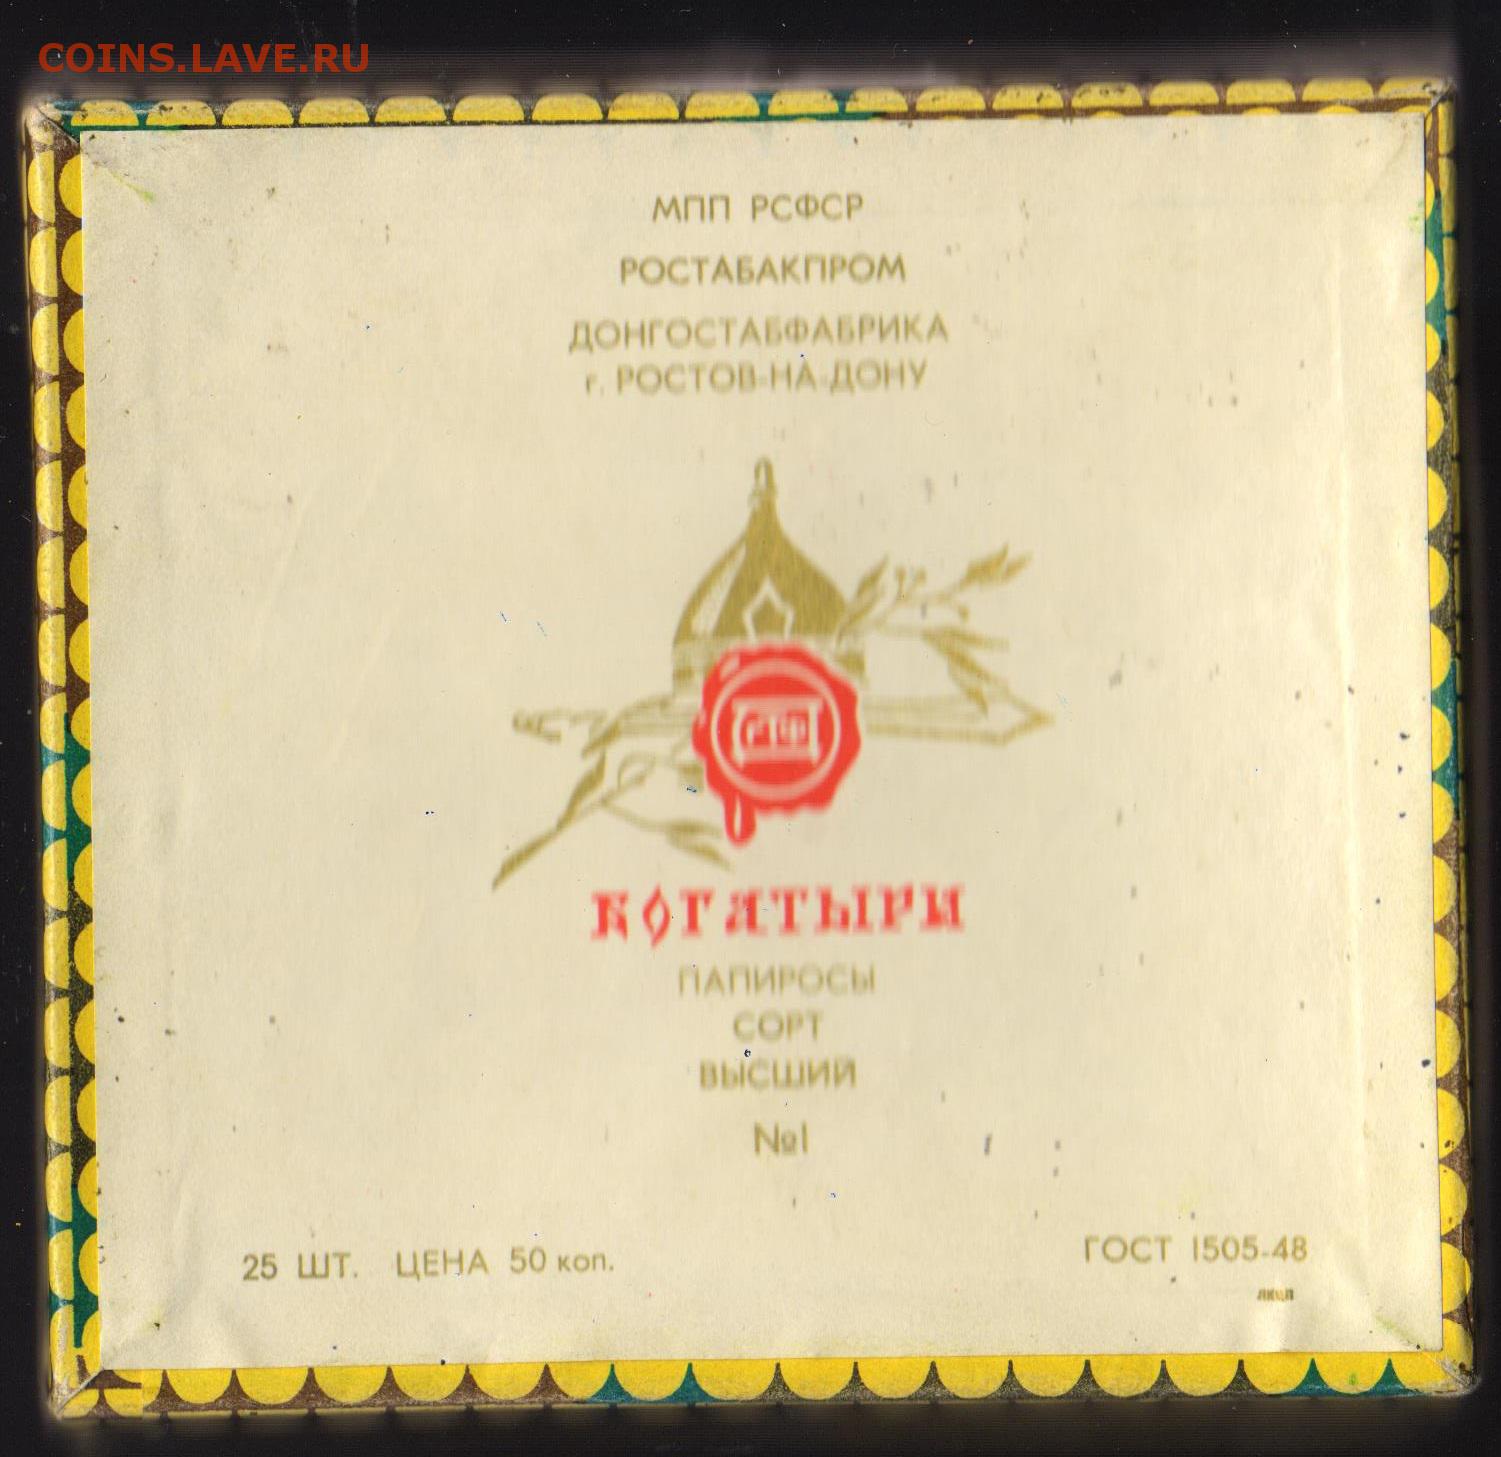 COINS.LAVE.RU
МПП РСФСР
РОСТАБАКПРОМ
ДОНГОСТАБФАБРИКА
г. РОСТОВ-НА-ДОНУ
БОГАТЫРИ
ПАПИРОСЫ
СОРТ
ВЫСШИЙ
№1
25 ШТ. ЦЕНА 50 коп.
ГОСТ 1505-48